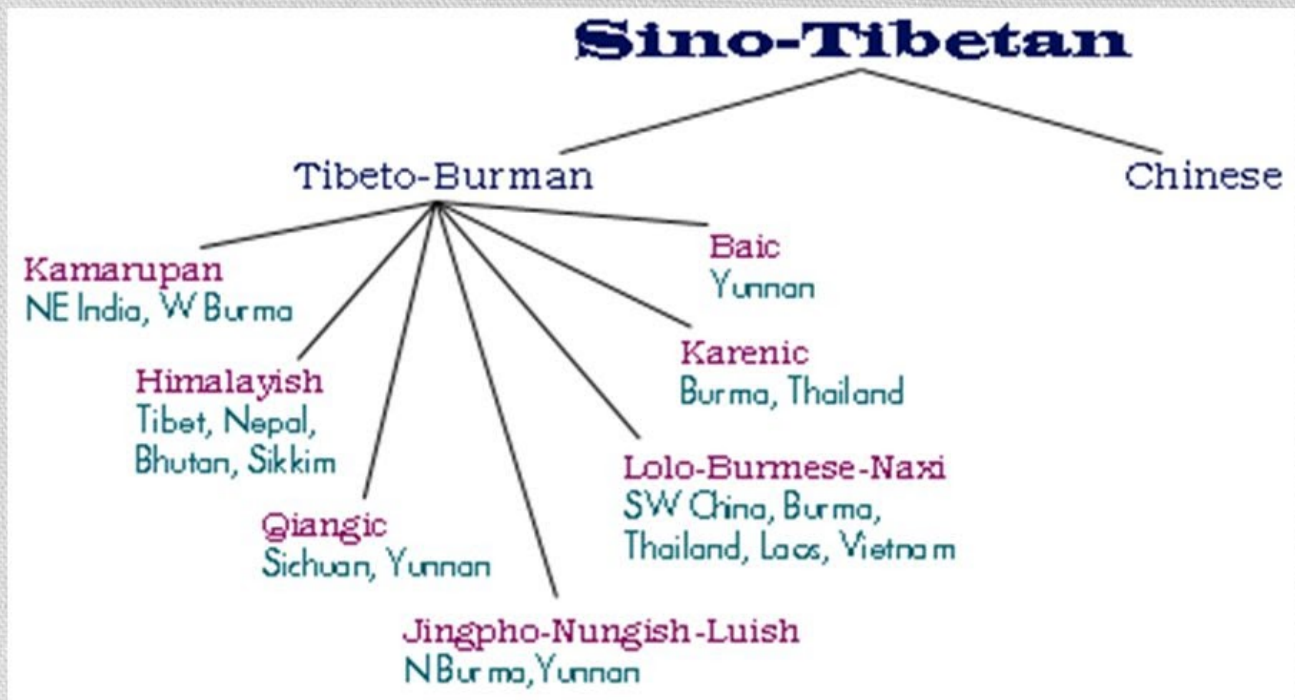 Sino-Tibetan
Tibeto-Burman
Chinese
Kamarupan
NE India, W Burma
Himalayish
Tibet, Nepal,
Bhutan, Sikkim
Qiangic
Sichuan, Yunnan
Jingpho-Nungish-Luish
N Burma,Yunnan
Lolo-Burmese-Naxi
SW China, Burma,
Thailand, Laos, Vietnam
Karenic
Burma, Thailand
Baic
Yunnan